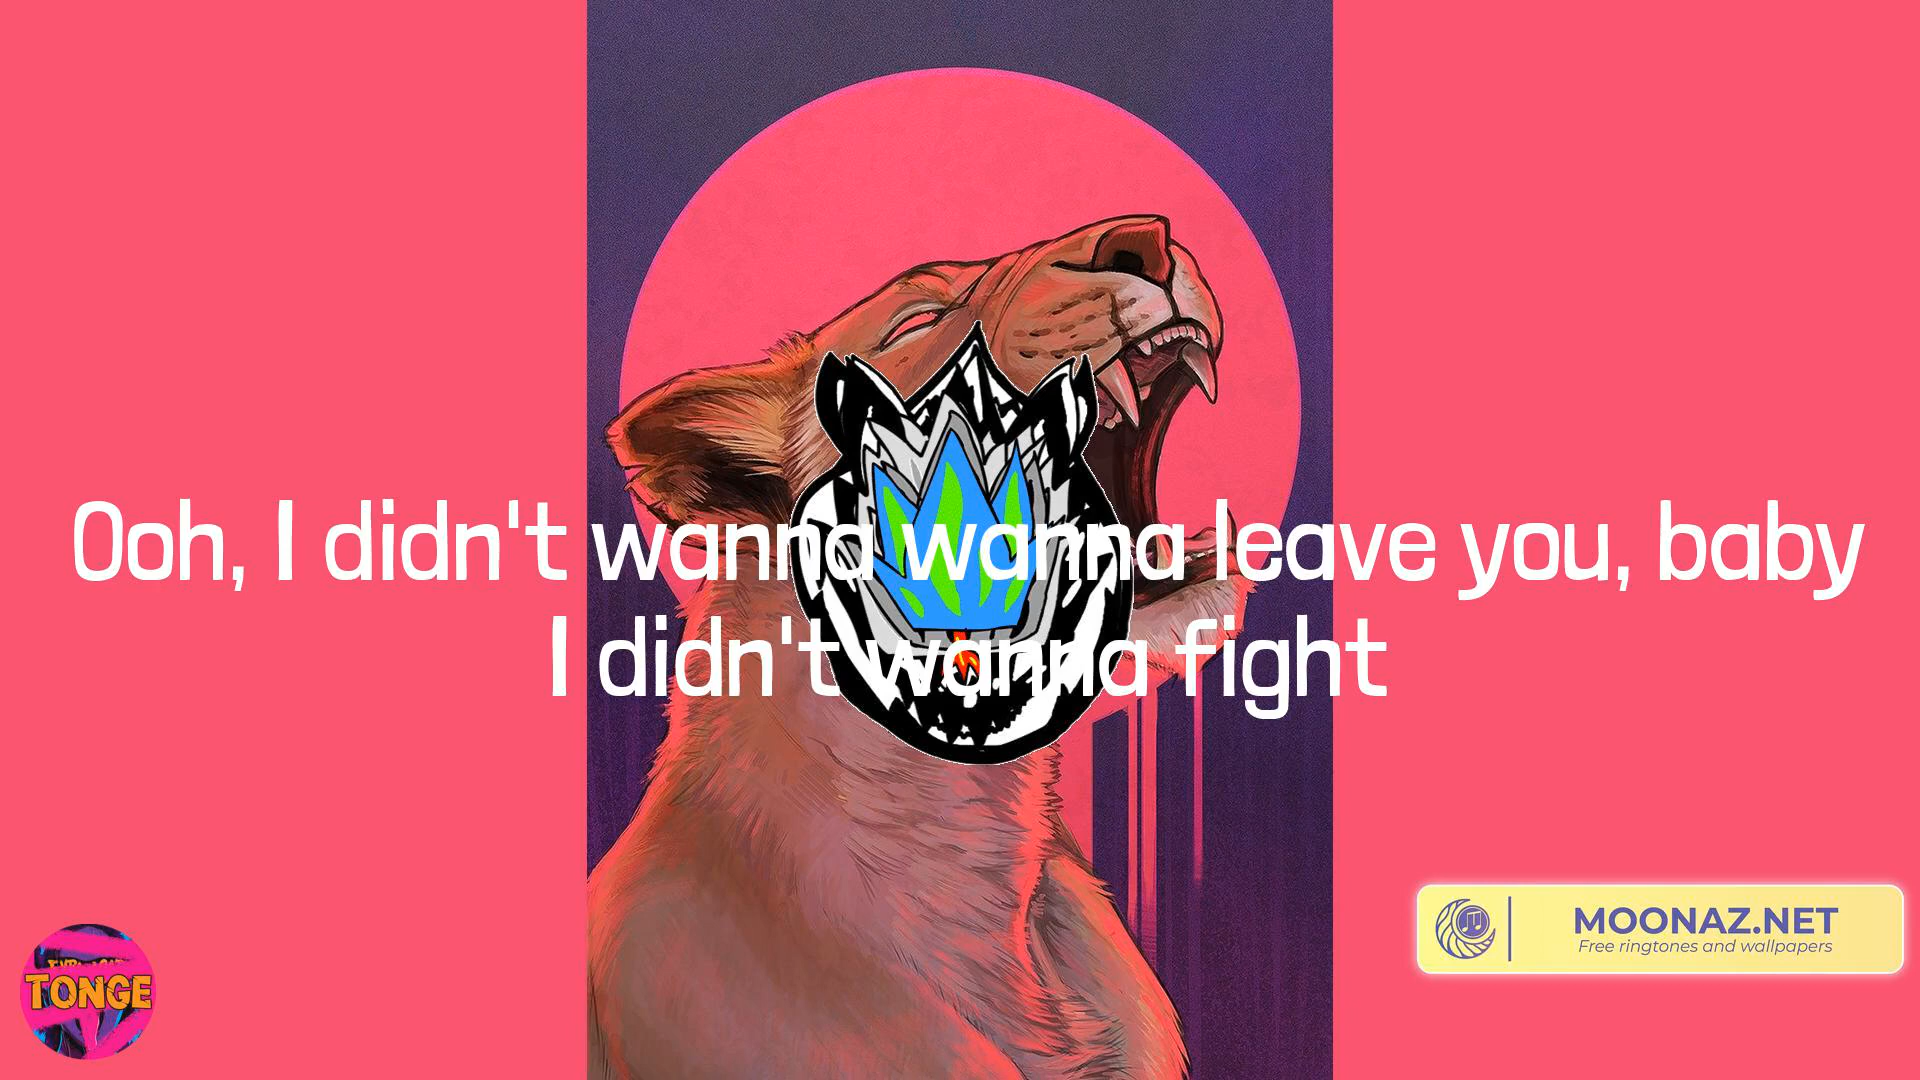 Ooh, I didn't wanna wanna leave you, baby
I didn't wanna fight
TONGE
MOONAZ.NET
Free ringtones and wallpapers